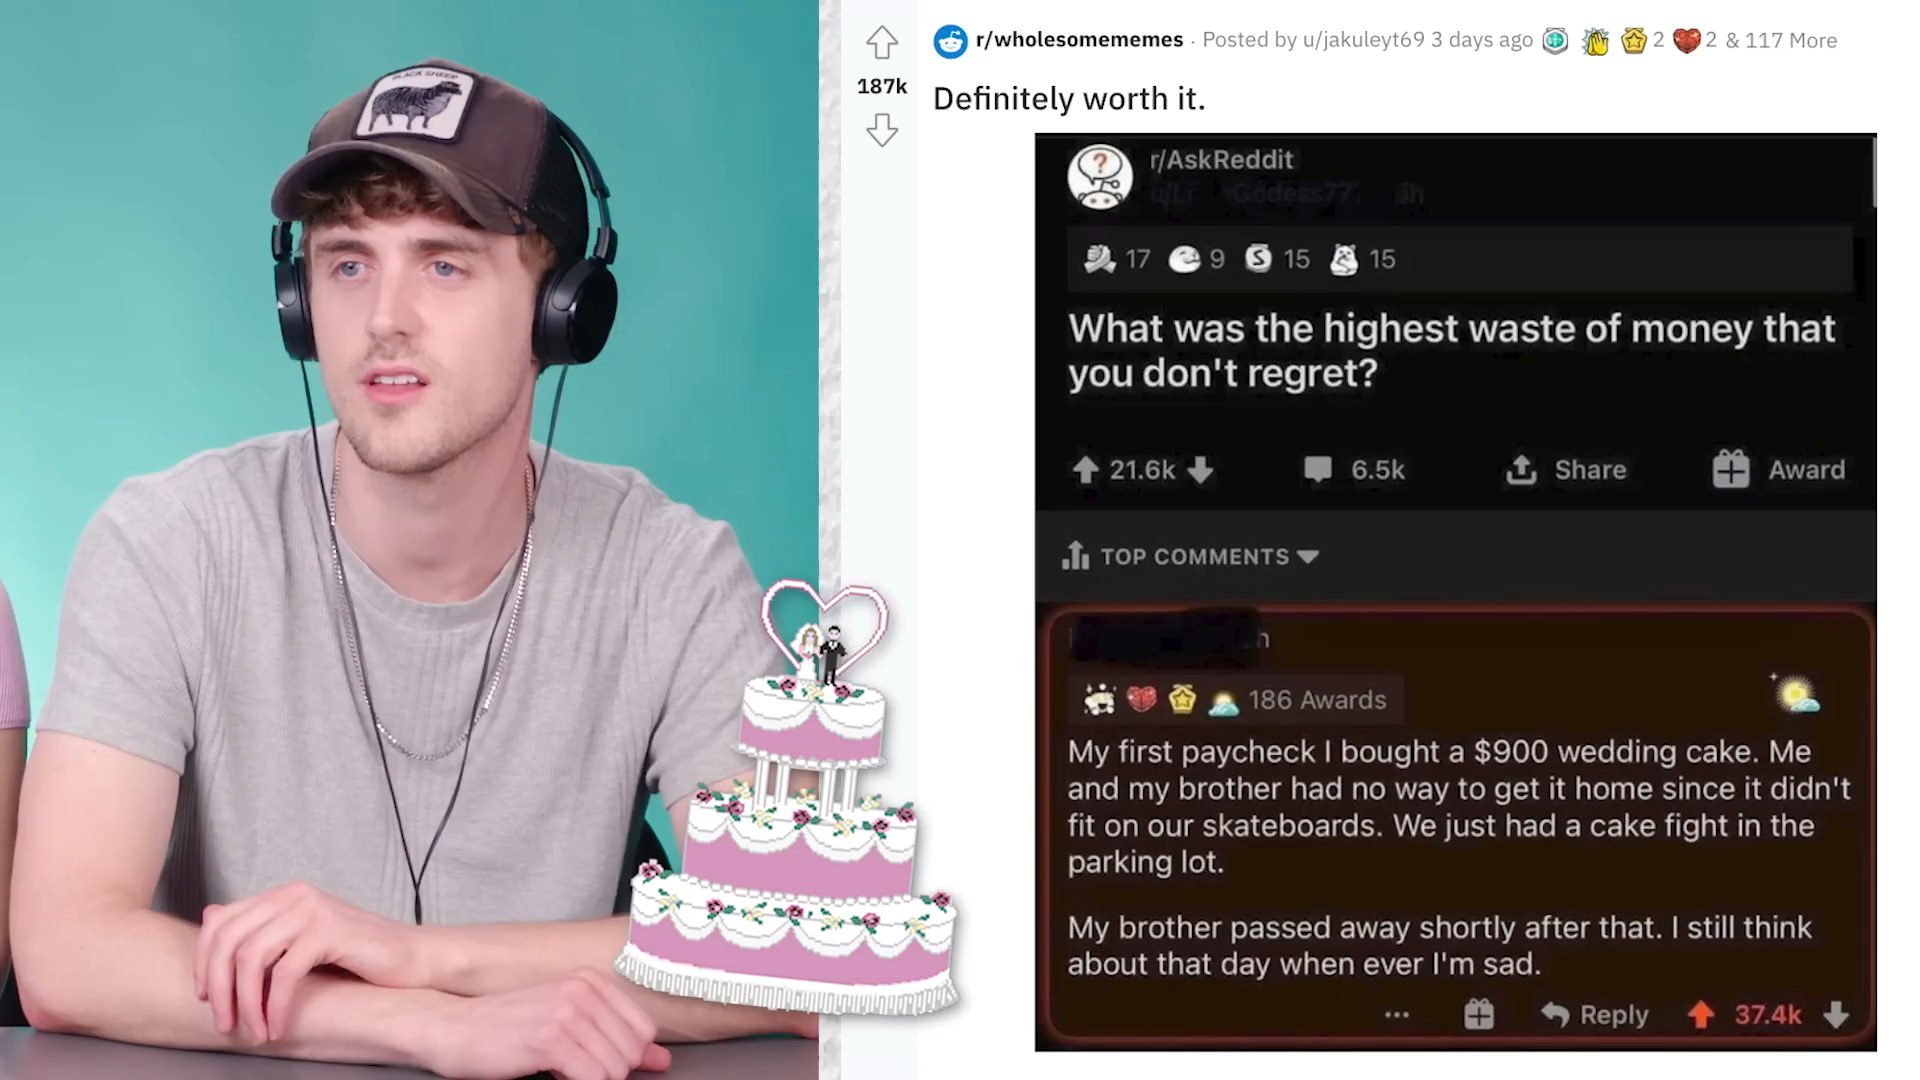 BLACK SHEEP
187k
r/wholesomememes · Posted by u/jakuleyt69 3 days ago 2 2 & 117 More
Definitely worth it.
r/AskReddit
17 9 S 15 15
What was the highest waste of money that
you don't regret?
21.6k 6.5k Share Award
TOP COMMENTS
186 Awards
My first paycheck I bought a $900 wedding cake. Me
and my brother had no way to get it home since it didn't
fit on our skateboards. We just had a cake fight in the
parking lot.
My brother passed away shortly after that. I still think
about that day when ever I'm sad.
Reply 37.4k